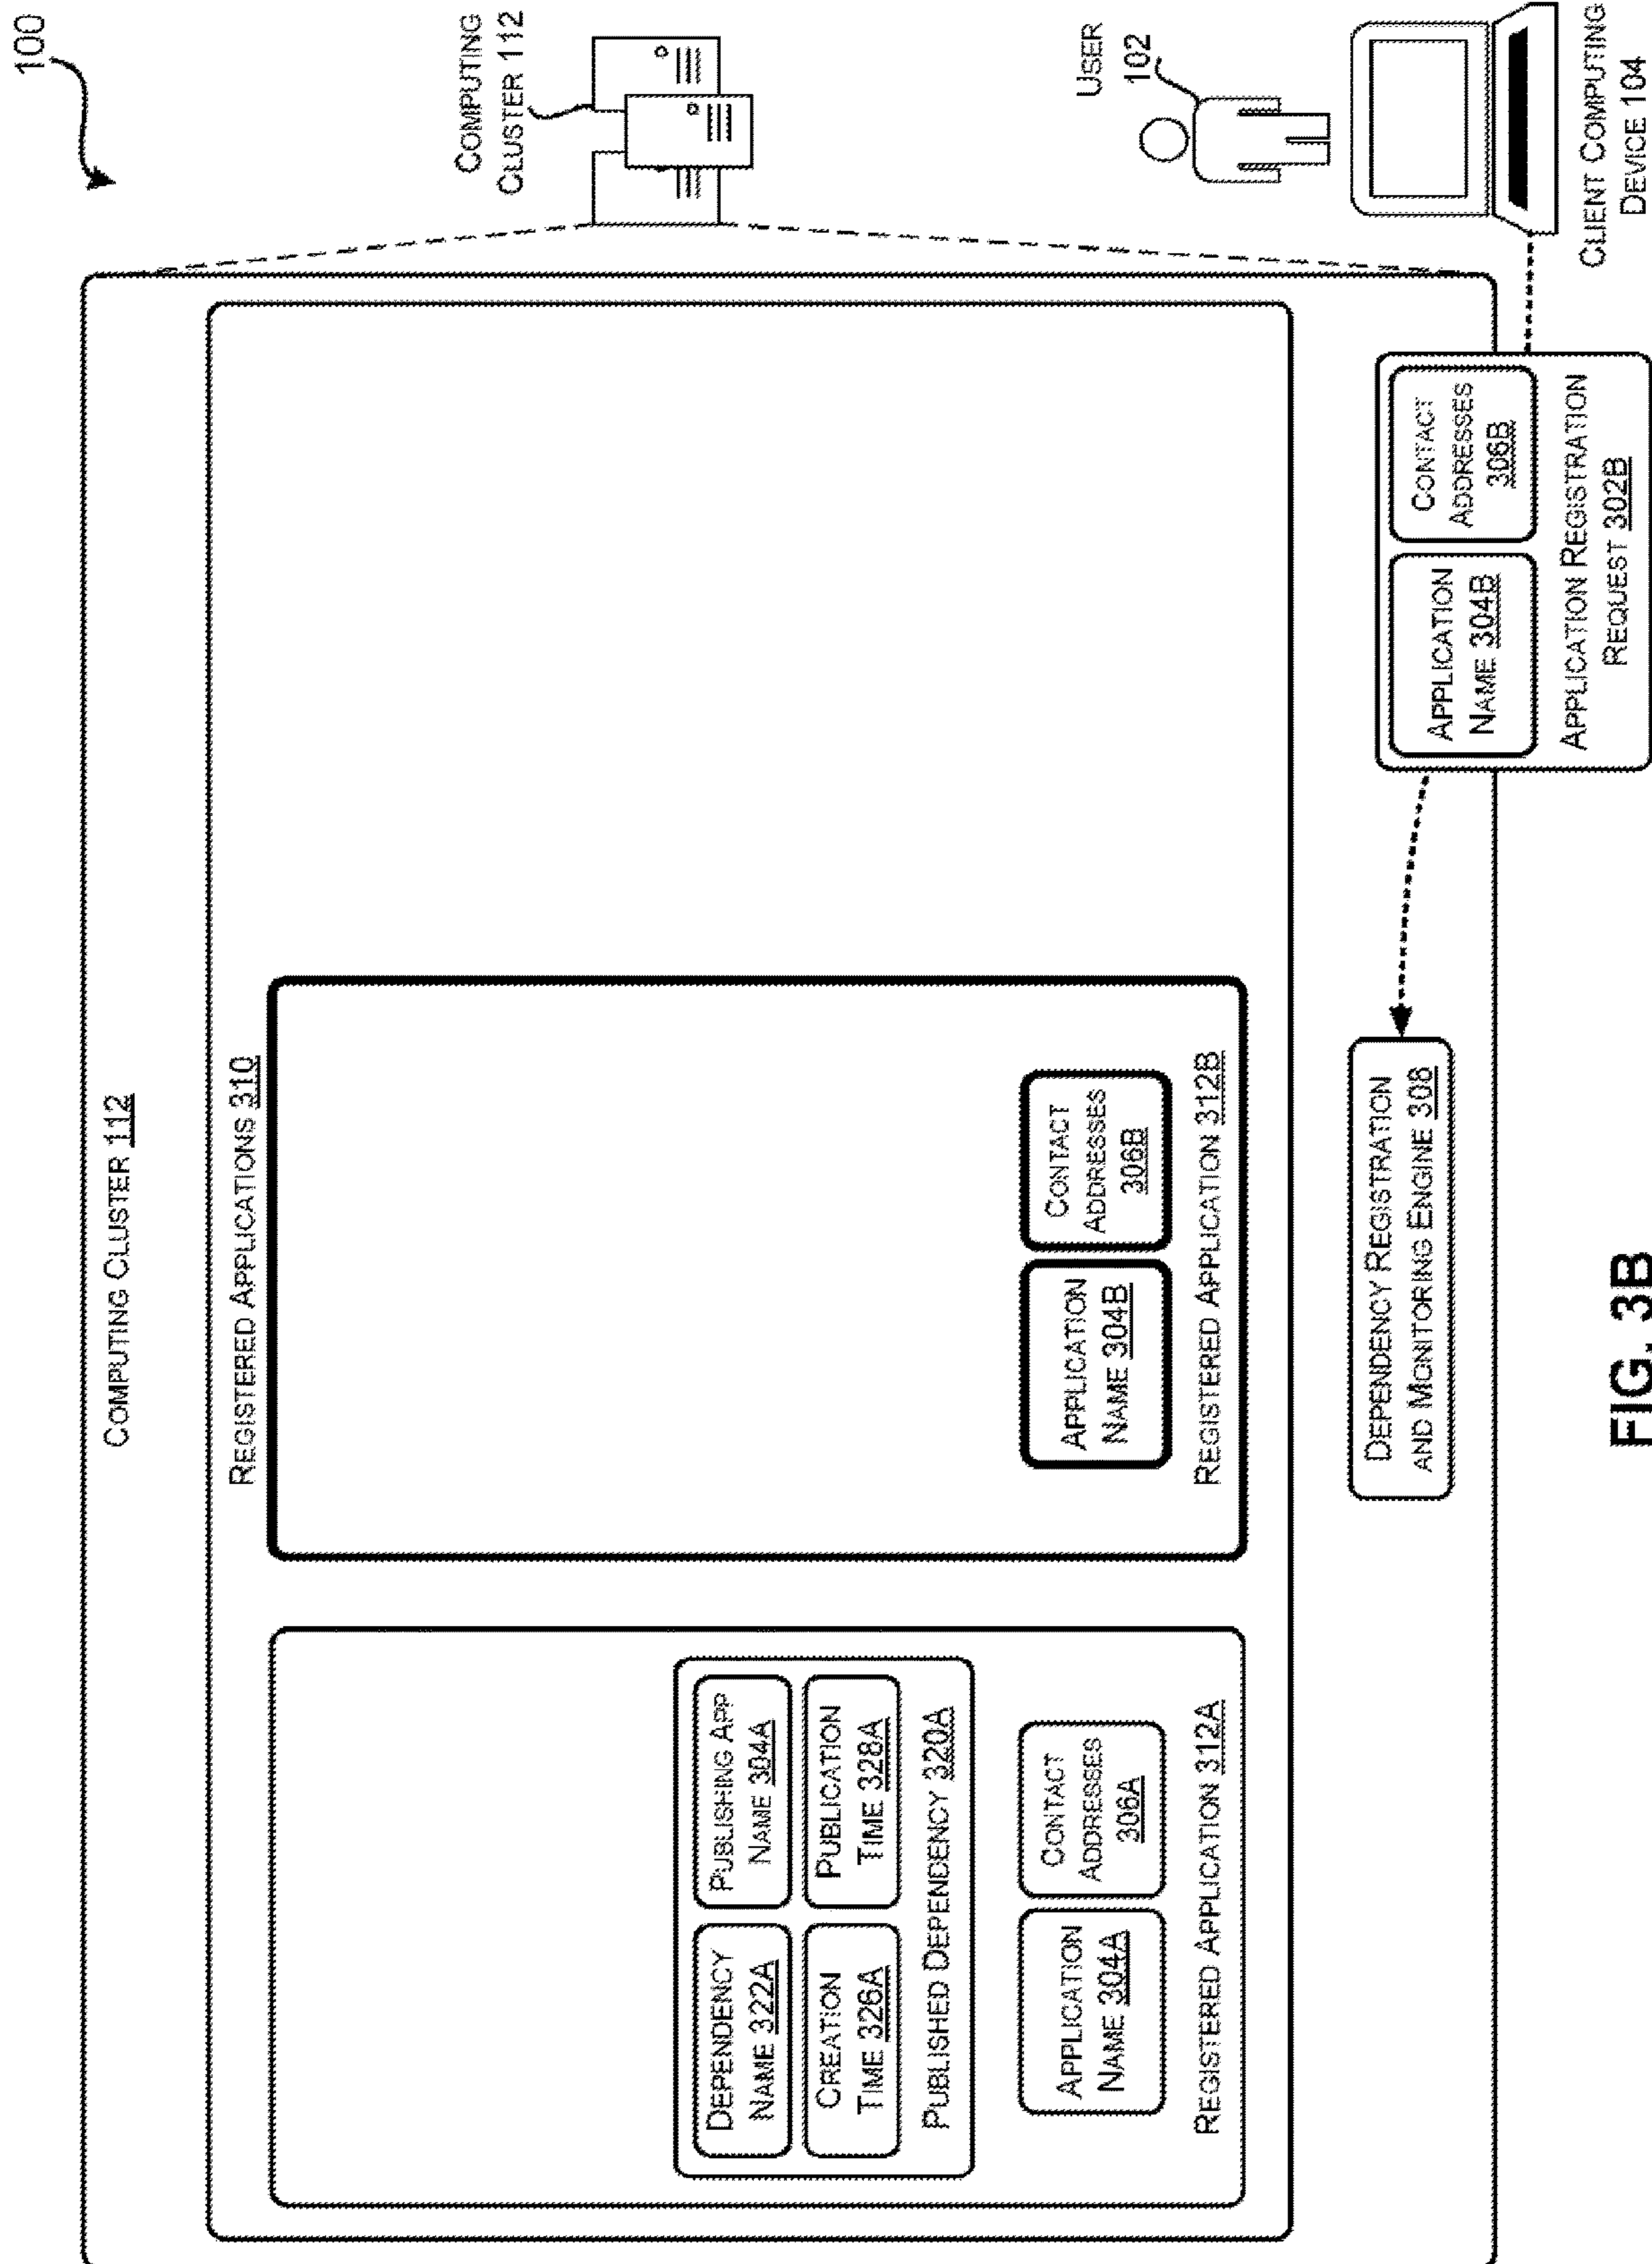 100
COMPUTING CLUSTER 112
REGISTERED APPLICATIONS 310
DEPENDENCY
NAME 322A
PUBLISHING APP
NAME 304A
CREATION
TIME 326A
PUBLICATION
TIME 328A
PUBLISHED DEPENDENCY 320A
APPLICATION
NAME 304A
CONTACT
ADDRESSES
306A
REGISTERED APPLICATION 312A
APPLICATION
NAME 304B
CONTACT
ADDRESSES
306B
REGISTERED APPLICATION 312B
COMPUTING
CLUSTER 112
USER
102
CLIENT COMPUTING
DEVICE 104
DEPENDENCY REGISTRATION
AND MONITORING ENGINE 308
APPLICATION
NAME 304B
CONTACT
ADDRESSES
306B
APPLICATION REGISTRATION
REQUEST 302B
FIG. 3B